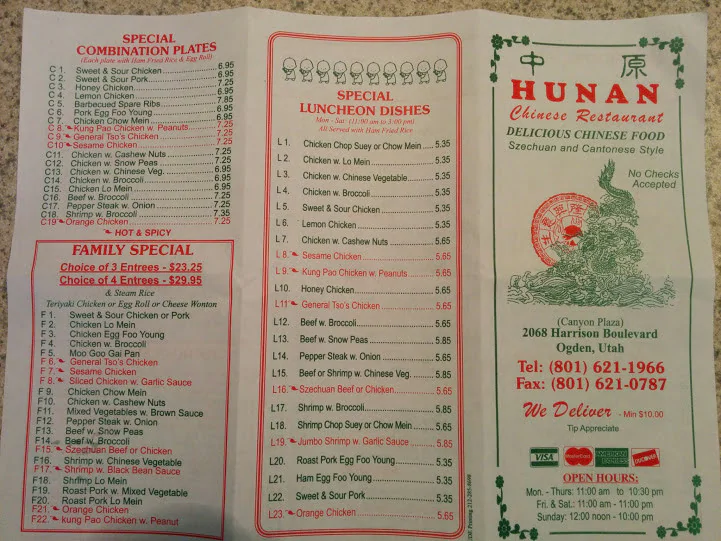 SPECIAL
COMBINATION PLATES
(Each plate with Ham Fried Rice & Egg Roll)
C 1. Sweet & Sour Chicken 6.95
C 2. Sweet & Sour Pork 6.95
C 3. Honey Chicken 7.25
C 4. Lemon Chicken 6.95
C 5. Barbecued Spare Ribs 7.85
C 6. Pork Egg Foo Young 6.95
C 7. Chicken Chow Mein 6.95
C 8. Kung Pao Chicken w. Peanuts 7.25
C 9. General Tso's Chicken 7.25
C10 Sesame Chicken 7.25
C11. Chicken w. Cashew Nuts 7.25
C12. Chicken w. Snow Peas 7.25
C13. Chicken w. Chinese Veg. 6.95
C14. Chicken w. Broccoli 6.95
C15. Chicken Lo Mein 6.95
C16. Beef w. Broccoli 7.25
C17. Pepper Steak w. Onion 7.25
C18. Shrimp w. Broccoli 7.35
C19 Orange Chicken 7.25
HOT & SPICY
FAMILY SPECIAL
Choice of 3 Entrees - $23.25
Choice of 4 Entrees - $29.95
& Steam Rice
Teriyaki Chicken or Egg Roll or Cheese Wonton
F 1. Sweet & Sour Chicken or Pork
F 2. Chicken Lo Mein
F 3. Chicken Egg Foo Young
F 4. Chicken w. Broccoli
F 5. Moo Goo Gai Pan
F 6. General Tso's Chicken
F 7. Sesame Chicken
F 8. Sliced Chicken w. Garlic Sauce
F 9. Chicken Chow Mein
F10. Chicken w. Cashew Nuts
F11. Mixed Vegetables w. Brown Sauce
F12. Pepper Steak w. Onion
F13. Beef w. Snow Peas
F14. Beef w. Broccoli
F15. Szechuan Beef or Chicken
F16. Shrimp w. Chinese Vegetable
F17. Shrimp w. Black Bean Sauce
F18. Shrimp Lo Mein
F19. Roast Pork w. Mixed Vegetable
F20. Roast Pork Lo Mein
F21. Orange Chicken
F22. kung Pao Chicken w. Peanut
SPECIAL
LUNCHEON DISHES
Mon - Sat: (11:00 am to 3:00 pm)
All Served with Ham Fried Rice
L 1. Chicken Chop Suey or Chow Mein 5.35
L 2. Chicken w. Lo Mein 5.35
L 3. Chicken w. Chinese Vegetable 5.35
L 4. Chicken w. Broccoli 5.35
L 5. Sweet & Sour Chicken 5.35
L 6. Lemon Chicken 5.35
L 7. Chicken w. Cashew Nuts 5.65
L 8. Sesame Chicken 5.65
L 9. Kung Pao Chicken w. Peanuts 5.65
L10. Honey Chicken 5.65
L11. General Tso's Chicken 5.65
L12. Beef w. Broccoli 5.65
L13. Beef w. Snow Peas 5.85
L14. Pepper Steak w. Onion 5.65
L15. Beef or Shrimp w. Chinese Veg. 5.85
L16. Szechuan Beef or Chicken 5.65
L17. Shrimp w. Broccoli 5.85
L18. Shrimp Chop Suey or Chow Mein 5.65
L19. Jumbo Shrimp w. Garlic Sauce 5.85
L20. Roast Pork Egg Foo Young 5.65
L21. Ham Egg Foo Young 5.65
L22. Sweet & Sour Pork 5.65
L23. Orange Chicken 5.65
中 原
HUNAN
Chinese Restaurant
DELICIOUS CHINESE FOOD
Szechuan and Cantonese Style
No Checks
Accepted
(Canyon Plaza)
2068 Harrison Boulevard
Ogden, Utah
Tel: (801) 621-1966
Fax: (801) 621-0787
We Deliver - Min $10.00
Tip Appreciate
VISA MasterCard AMERICAN EXPRESS DISCOVER
OPEN HOURS:
Mon. - Thurs: 11:00 am to 10:30 pm
Fri. & Sat.: 11:00 am - 11:00 pm
Sunday: 12:00 noon - 10:00 pm